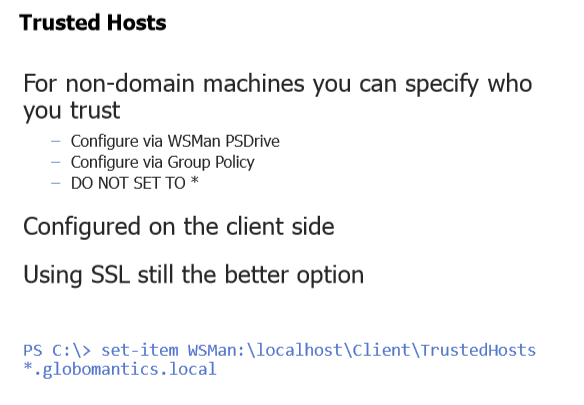 Trusted Hosts
For non-domain machines you can specify who
you trust
– Configure via WSMan PSDrive
– Configure via Group Policy
– DO NOT SET TO *
Configured on the client side
Using SSL still the better option
PS C:\> set-item WSMan:\localhost\Client\TrustedHosts
*.globomantics.local